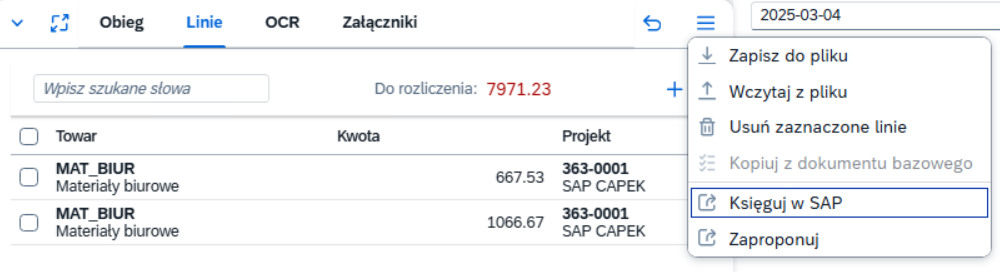 Obieg Linie OCR Załączniki
2025-03-04
Wpisz szukane słowa
Do rozliczenia: 7971.23
Towar Kwota Projekt
MAT_BIUR 363-0001
Materiały biurowe 667.53 SAP CAPEK
MAT_BIUR 363-0001
Materiały biurowe 1066.67 SAP CAPEK
Zapisz do pliku
Wczytaj z pliku
Usuń zaznaczone linie
Kopiuj z dokumentu bazowego
Księguj w SAP
Zaproponuj